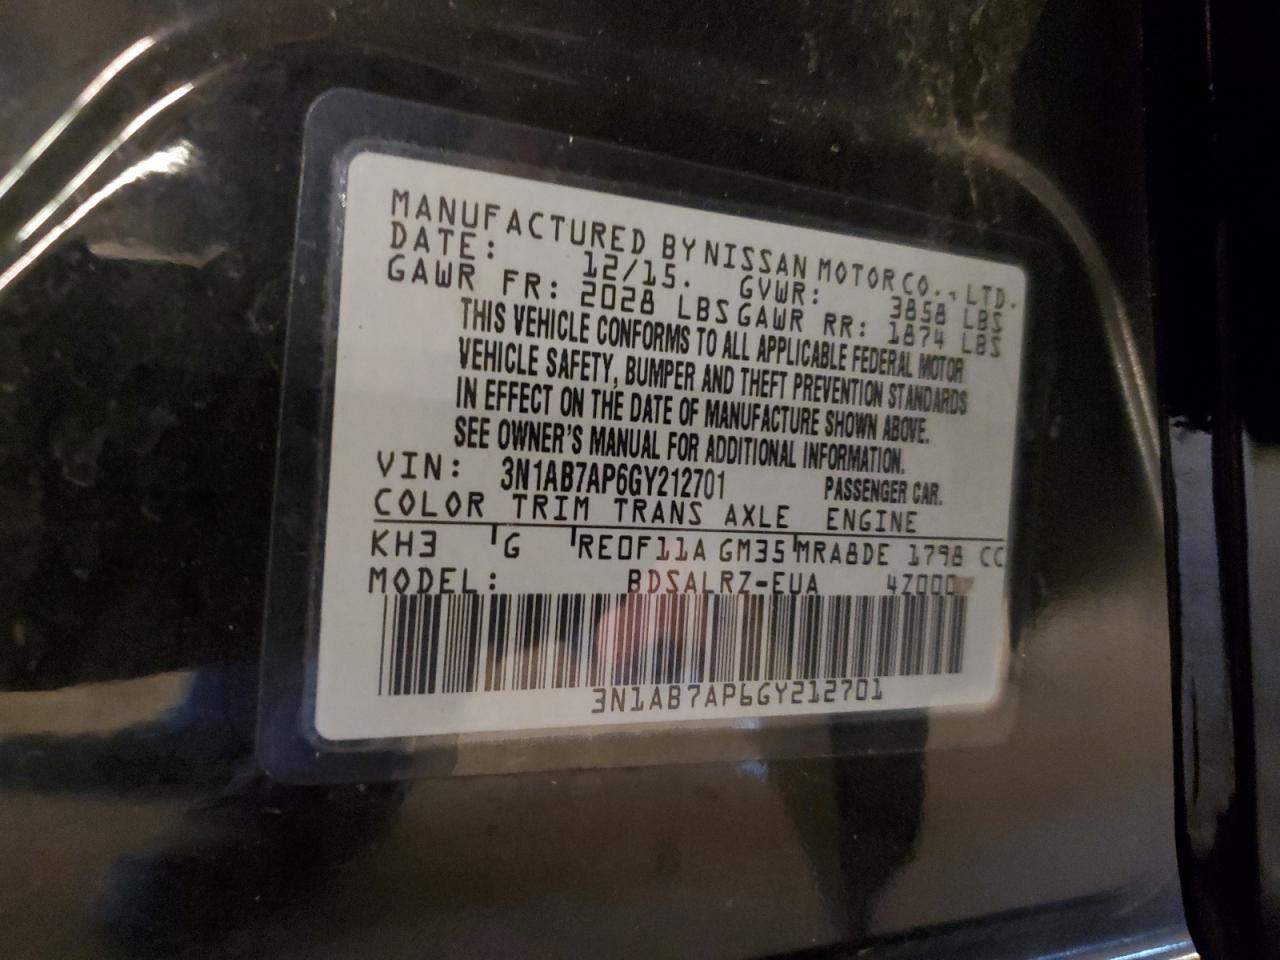 MANUFACTURED BY NISSAN MOTOR CO., LTD.
DATE: 12/15. GVWR: 3858 LBS
GAWR FR: 2028 LBS GAWR RR: 1874 LBS
THIS VEHICLE CONFORMS TO ALL APPLICABLE FEDERAL MOTOR
VEHICLE SAFETY, BUMPER AND THEFT PREVENTION STANDARDS
IN EFFECT ON THE DATE OF MANUFACTURE SHOWN ABOVE.
SEE OWNER'S MANUAL FOR ADDITIONAL INFORMATION.
VIN: 3N1AB7AP6GY212701 PASSENGER CAR.
COLOR TRIM TRANS AXLE ENGINE
KH3 G RE0F11A GM35 MRA8DE 1798 CC
MODEL: BDSALRZ-EUA 4Z000
3N1AB7AP6GY212701